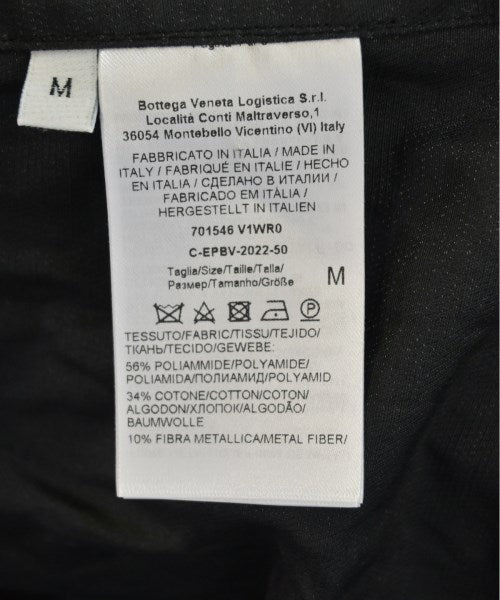 M
Bottega Veneta Logistica S.r.l.
Località Conti Maltraverso,1
36054 Montebello Vicentino (VI) Italy
FABBRICATO IN ITALIA / MADE IN
ITALY / FABRIQUÉ EN ITALIE / HECHO
EN ITALIA / СДЕЛАНО В ИТАЛИИ /
FABRICADO EM ITÁLIA /
HERGESTELLT IN ITALIEN
701546 V1WR0
C-EPBV-2022-50
Taglia/Size/Taille/Talla/
Размер/Tamanho/Größe
M
P
TESSUTO/FABRIC/TISSU/TEJIDO/
ТКАНЬ/TECIDO/GEWEBE:
56% POLIAMMIDE/POLYAMIDE/
POLIAMIDA/ПОЛИАМИД/POLYAMID
34% COTONE/COTTON/COTON/
ALGODON/ХЛОПОК/ALGODÃO/
BAUMWOLLE
10% FIBRA METALLICA/METAL FIBER/